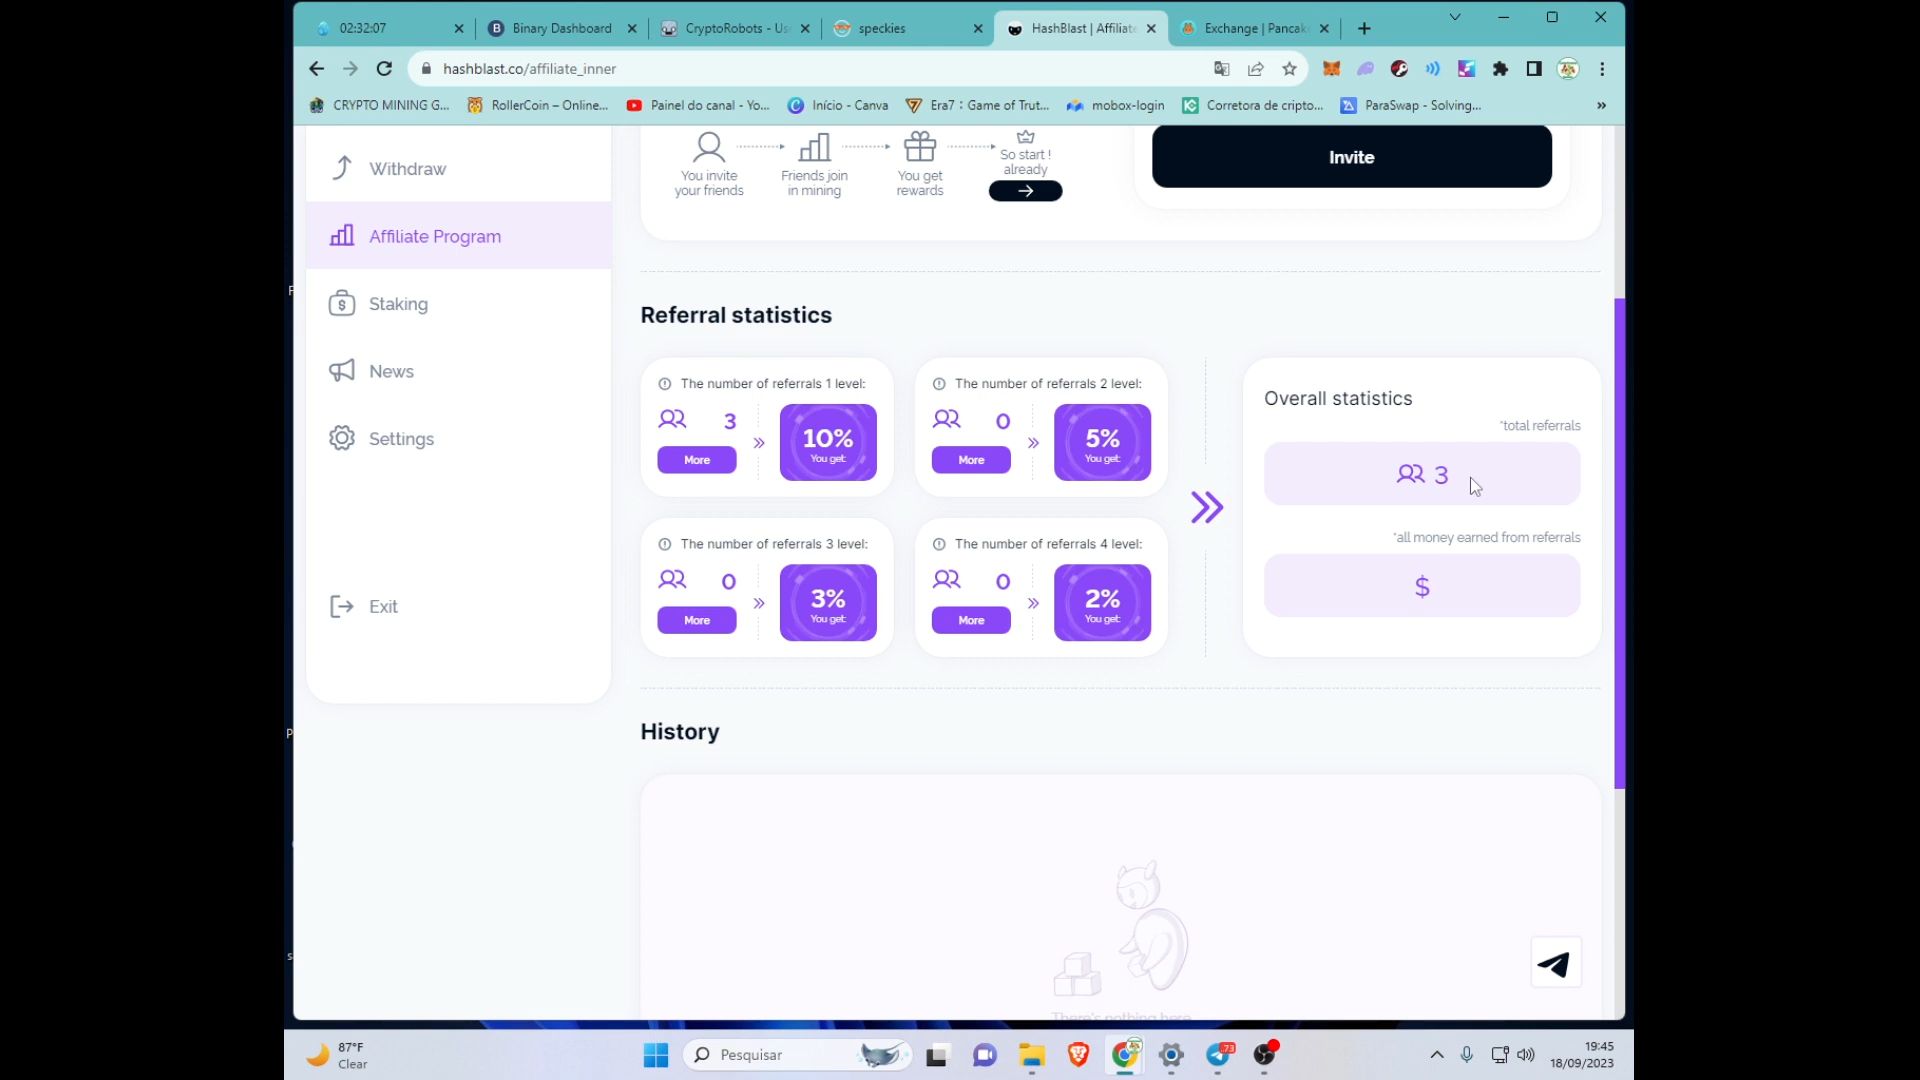 02:32:07
Binary Dashboard
CryptoRobots - Us
speckies
HashBlast | Affiliate
Exchange | Pancak
hashblast.co/affiliate_inner
CRYPTO MINING G...
RollerCoin – Online...
Painel do canal - Yo...
Início - Canva
Era7 : Game of Trut...
mobox-login
Corretora de cripto...
ParaSwap - Solving...
Withdraw
Affiliate Program
Staking
News
Settings
Exit
You invite
your friends
Friends join
in mining
You get
rewards
So start !
already
Invite
Referral statistics
The number of referrals 1 level:
3
More
10%
You get:
The number of referrals 2 level:
0
More
5%
You get:
The number of referrals 3 level:
0
More
3%
You get:
The number of referrals 4 level:
0
More
2%
You get:
Overall statistics
*total referrals
3
*all money earned from referrals
$
History
There's nothing here
87°F
Clear
Pesquisar
73
19:45
18/09/2023